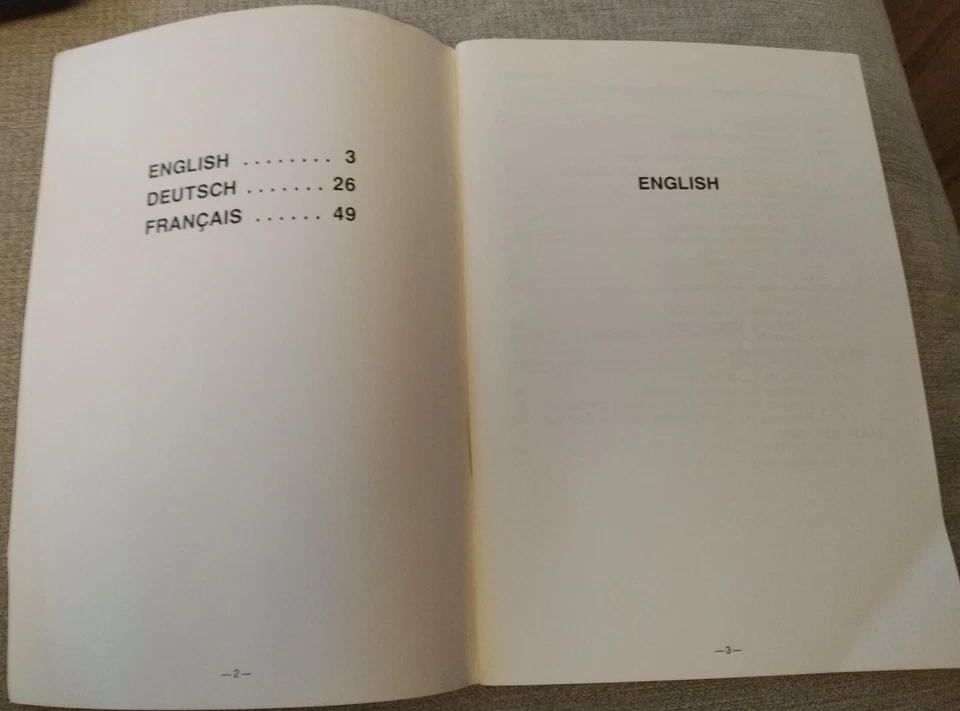 ENGLISH ........ 3
DEUTSCH ....... 26
FRANÇAIS ...... 49
—2—
ENGLISH
—3—